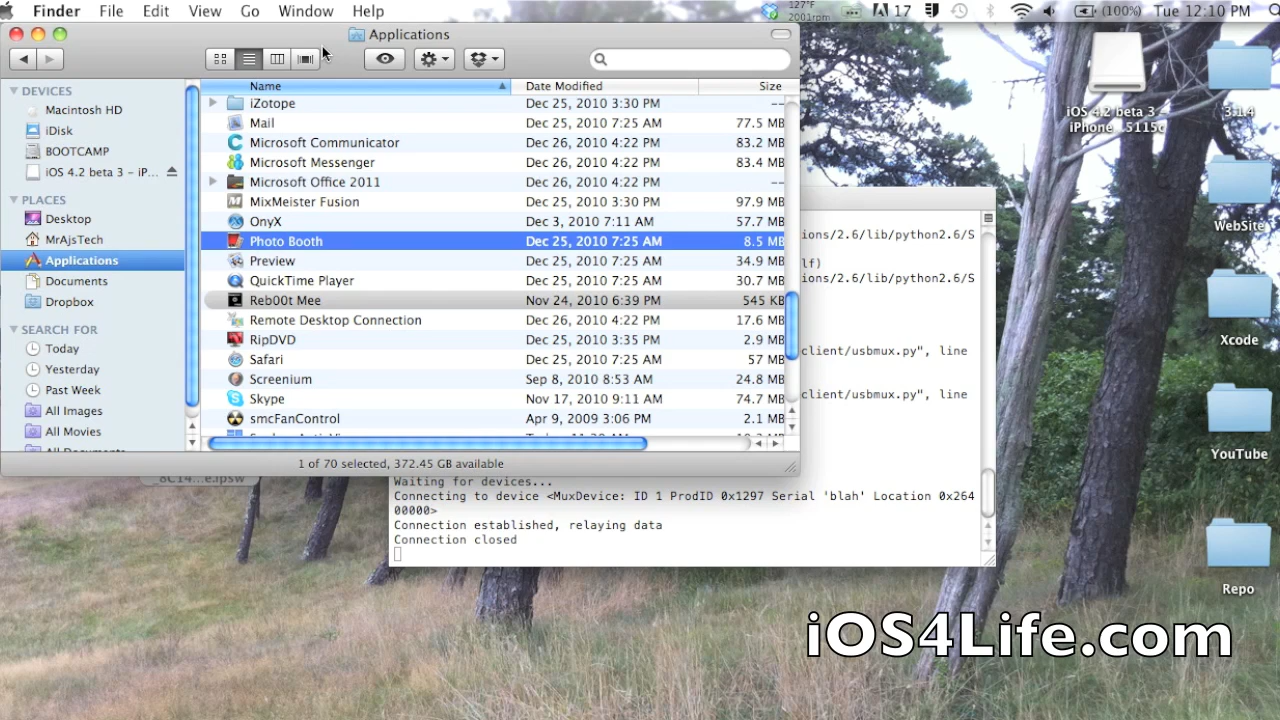 Finder File Edit View Go Window Help
127°F
2001rpm
17
(100%) Tue 12:10 PM
Applications
DEVICES
Macintosh HD
iDisk
BOOTCAMP
iOS 4.2 beta 3 - iP...
PLACES
Desktop
MrAjsTech
Applications
Documents
Dropbox
SEARCH FOR
Today
Yesterday
Past Week
All Images
All Movies
Name Date Modified Size
iZotope Dec 25, 2010 3:30 PM --
Mail Dec 25, 2010 7:25 AM 77.5 MB
Microsoft Communicator Dec 26, 2010 4:22 PM 83.2 MB
Microsoft Messenger Dec 26, 2010 4:22 PM 83.4 MB
Microsoft Office 2011 Dec 26, 2010 4:22 PM --
MixMeister Fusion Dec 25, 2010 3:30 PM 97.9 MB
OnyX Dec 3, 2010 7:11 AM 57.7 MB
Photo Booth Dec 25, 2010 7:25 AM 8.5 MB
Preview Dec 25, 2010 7:25 AM 34.9 MB
QuickTime Player Dec 25, 2010 7:25 AM 30.7 MB
Reb00t Mee Nov 24, 2010 6:39 PM 545 KB
Remote Desktop Connection Dec 26, 2010 4:22 PM 17.6 MB
RipDVD Dec 25, 2010 3:35 PM 2.9 MB
Safari Dec 25, 2010 7:25 AM 57 MB
Screenium Sep 8, 2010 8:53 AM 24.8 MB
Skype Nov 17, 2010 9:11 AM 74.7 MB
smcFanControl Apr 9, 2009 3:06 PM 2.1 MB
1 of 70 selected, 372.45 GB available
ions/2.6/lib/python2.6/S
lf)
ions/2.6/lib/python2.6/S
client/usbmux.py", line
client/usbmux.py", line
Waiting for devices...
Connecting to device <MuxDevice: ID 1 ProdID 0x1297 Serial 'blah' Location 0x264
00000>
Connection established, relaying data
Connection closed
_8C14...e.ipsw
iOS 4.2 beta 3 –
iPhone...5115c
3.1.4
WebSite
Xcode
YouTube
Repo
iOS4Life.com